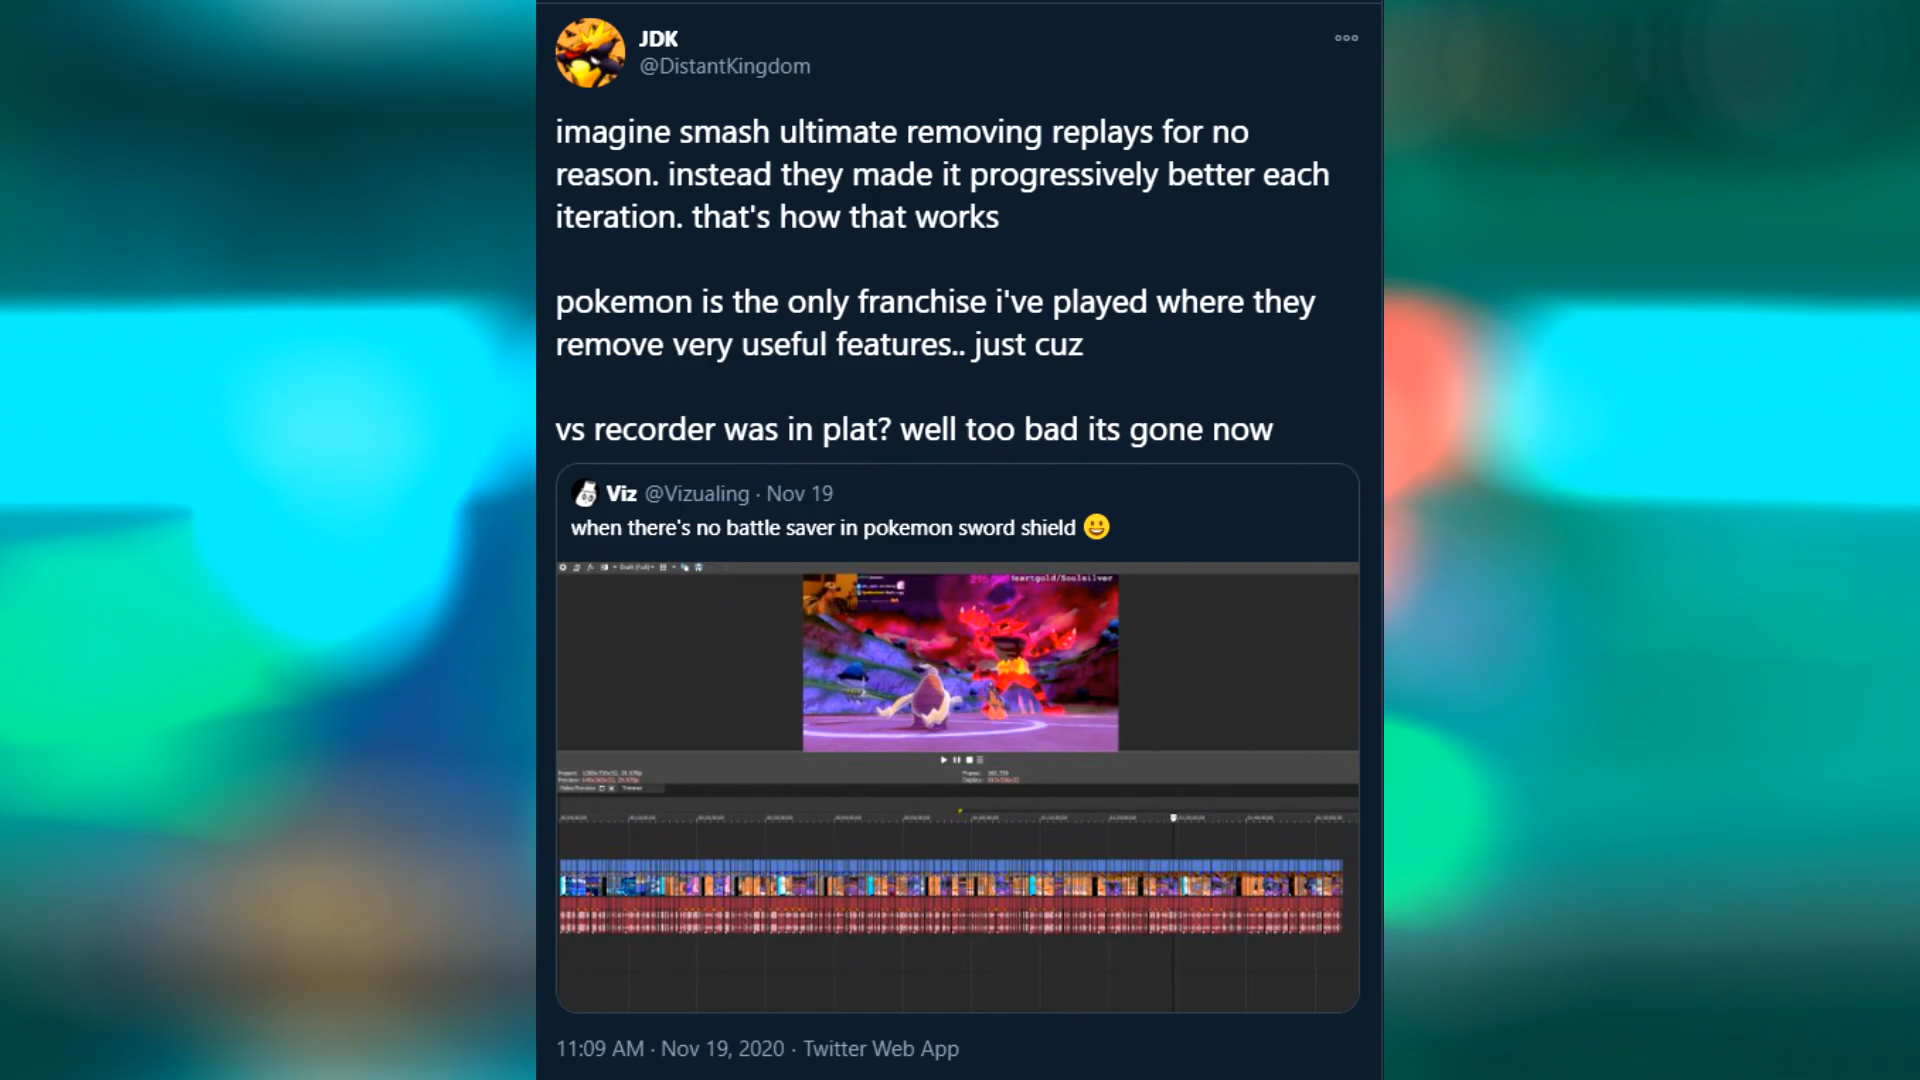 JDK
@DistantKingdom
imagine smash ultimate removing replays for no
reason. instead they made it progressively better each
iteration. that's how that works
pokemon is the only franchise i've played where they
remove very useful features.. just cuz
vs recorder was in plat? well too bad its gone now
Viz @Vizualing · Nov 19
when there's no battle saver in pokemon sword shield 😀
Draft (Full)
Heartgold/Soulsilver
Trimmer
11:09 AM · Nov 19, 2020 · Twitter Web App